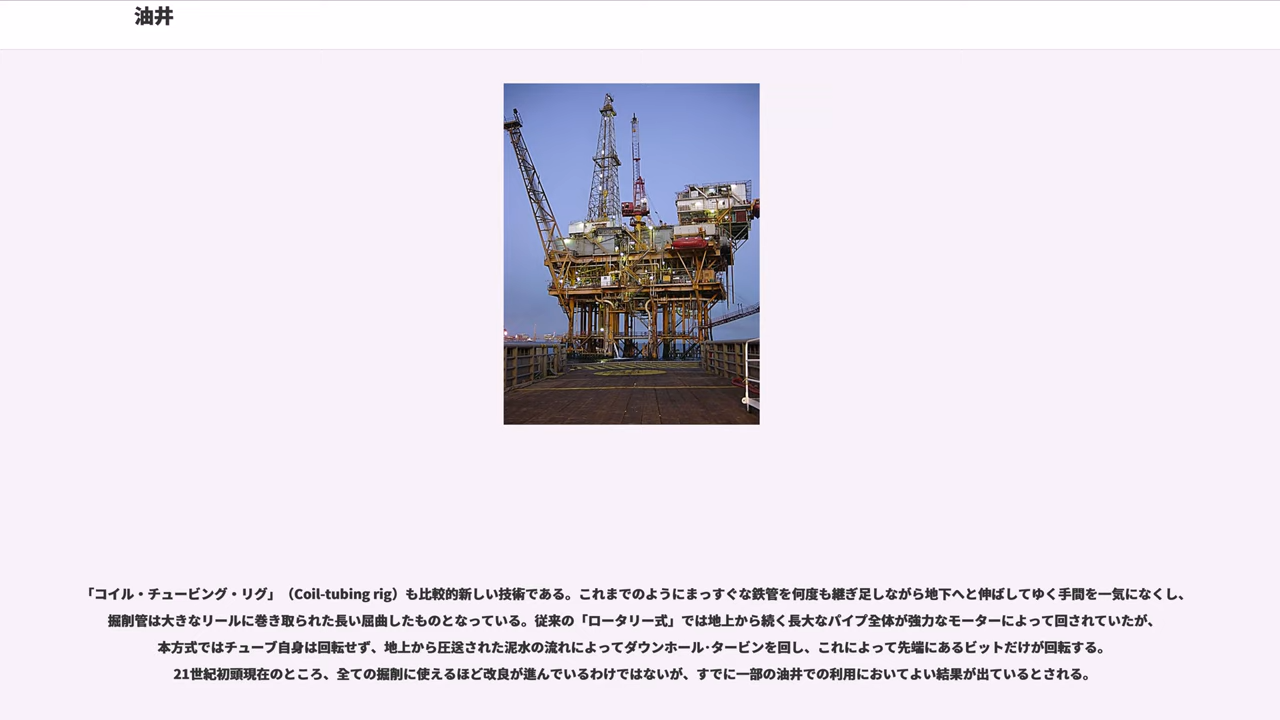 油井
「コイル・チュービング・リグ」（Coil-tubing rig）も比較的新しい技術である。これまでのようにまっすぐな鉄管を何度も継ぎ足しながら地下へと伸ばしてゆく手間を一気になくし、
掘削管は大きなリールに巻き取られた長い屈曲したものとなっている。従来の「ロータリー式」では地上から続く長大なパイプ全体が強力なモーターによって回されていたが、
本方式ではチューブ自身は回転せず、地上から圧送された泥水の流れによってダウンホール·タービンを回し、これによって先端にあるビットだけが回転する。
21世紀初頭現在のところ、全ての掘削に使えるほど改良が進んでいるわけではないが、すでに一部の油井での利用においてよい結果が出ているとされる。